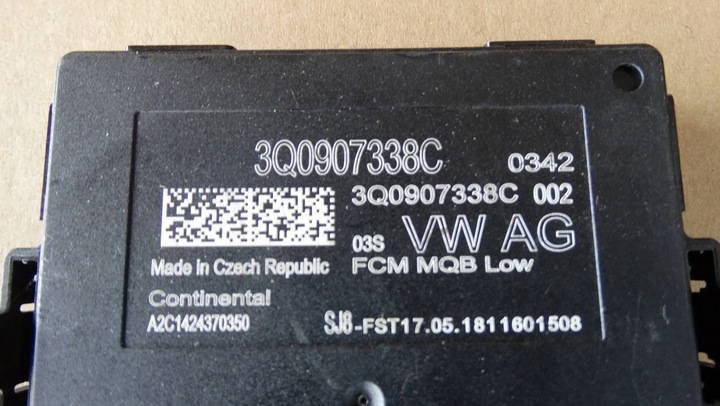 3Q0907338C 0342
3Q0907338C 002
03S VW AG
Made in Czech Republic FCM MQB Low
Continental
A2C1424370350 SJ8-FST17.05.1811601508